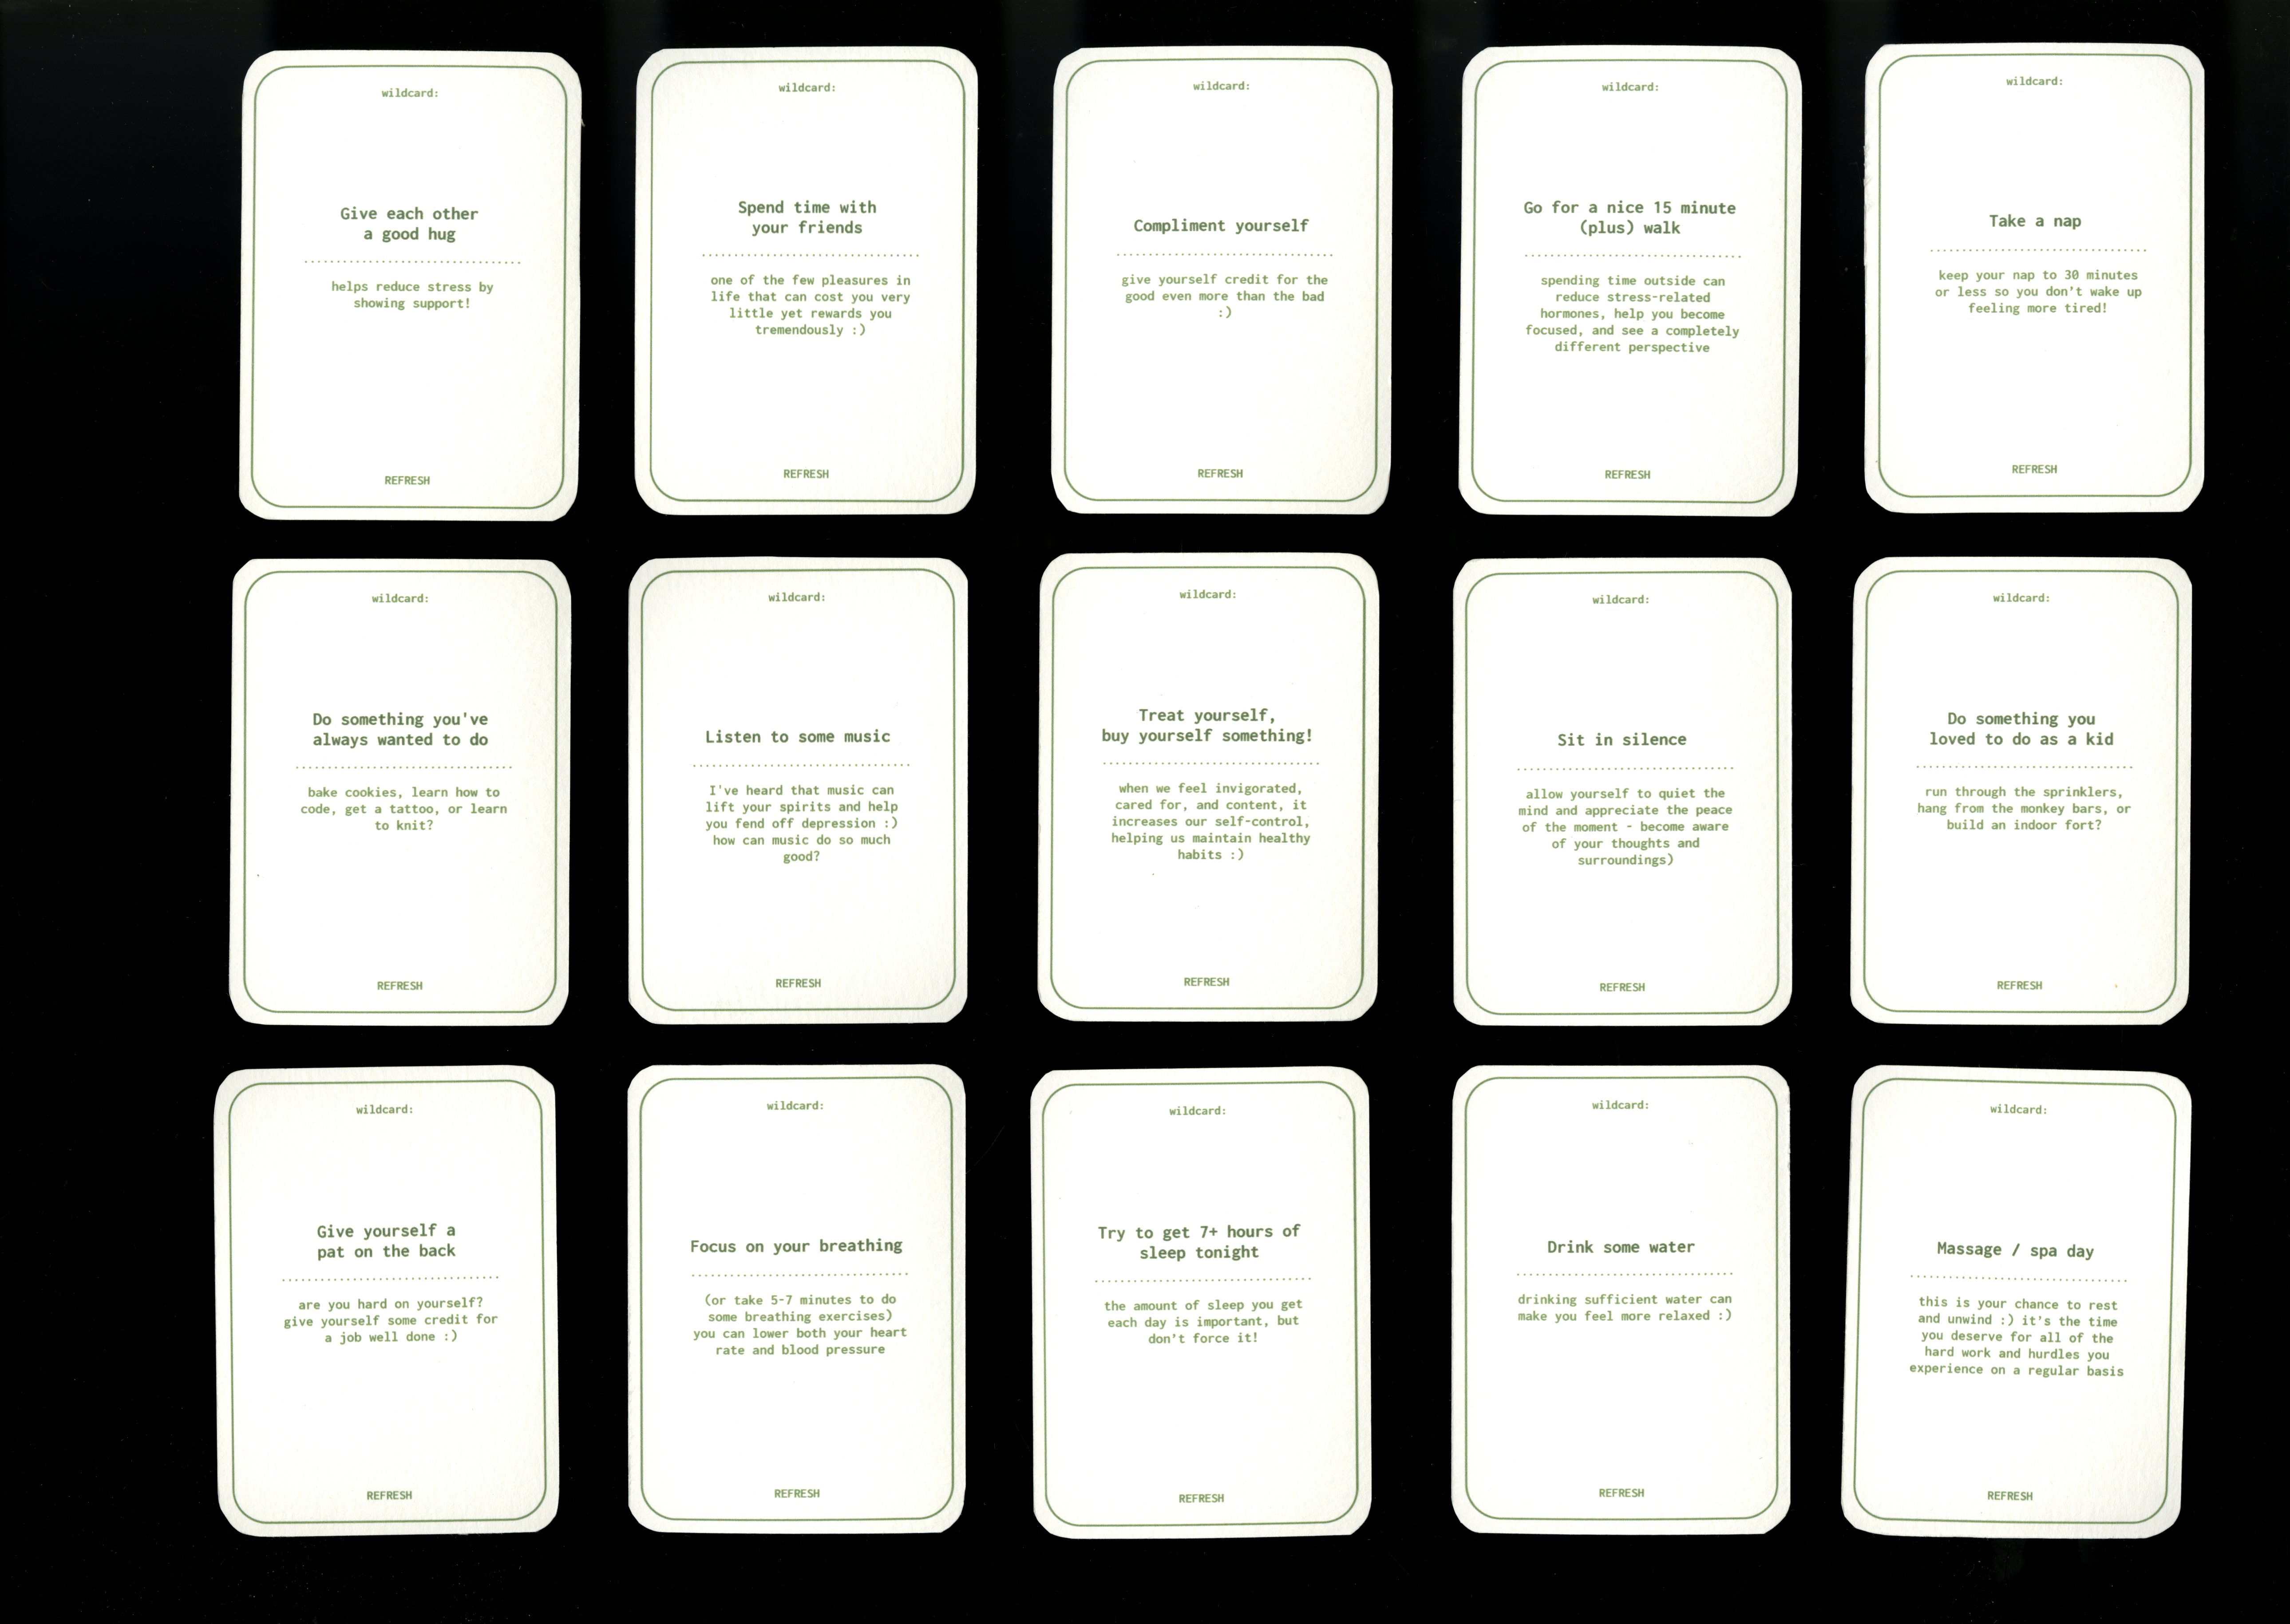 wildcard:
Give each other
a good hug
helps reduce stress by
showing support!
REFRESH
wildcard:
Spend time with
your friends
one of the few pleasures in
life that can cost you very
little yet rewards you
tremendously :)
REFRESH
wildcard:
Compliment yourself
give yourself credit for the
good even more than the bad
:)
REFRESH
wildcard:
Go for a nice 15 minute
(plus) walk
spending time outside can
reduce stress-related
hormones, help you become
focused, and see a completely
different perspective
REFRESH
wildcard:
Take a nap
keep your nap to 30 minutes
or less so you don't wake up
feeling more tired!
REFRESH
wildcard:
Do something you've
always wanted to do
bake cookies, learn how to
code, get a tattoo, or learn
to knit?
REFRESH
wildcard:
Listen to some music
I've heard that music can
lift your spirits and help
you fend off depression :)
how can music do so much
good?
REFRESH
wildcard:
Treat yourself,
buy yourself something!
when we feel invigorated,
cared for, and content, it
increases our self-control,
helping us maintain healthy
habits :)
REFRESH
wildcard:
Sit in silence
allow yourself to quiet the
mind and appreciate the peace
of the moment - become aware
of your thoughts and
surroundings)
REFRESH
wildcard:
Do something you
loved to do as a kid
run through the sprinklers,
hang from the monkey bars, or
build an indoor fort?
REFRESH
wildcard:
Give yourself a
pat on the back
are you hard on yourself?
give yourself some credit for
a job well done :)
REFRESH
wildcard:
Focus on your breathing
(or take 5-7 minutes to do
some breathing exercises)
you can lower both your heart
rate and blood pressure
REFRESH
wildcard:
Try to get 7+ hours of
sleep tonight
the amount of sleep you get
each day is important, but
don't force it!
REFRESH
wildcard:
Drink some water
drinking sufficient water can
make you feel more relaxed :)
REFRESH
wildcard:
Massage / spa day
this is your chance to rest
and unwind :) it's the time
you deserve for all of the
hard work and hurdles you
experience on a regular basis
REFRESH